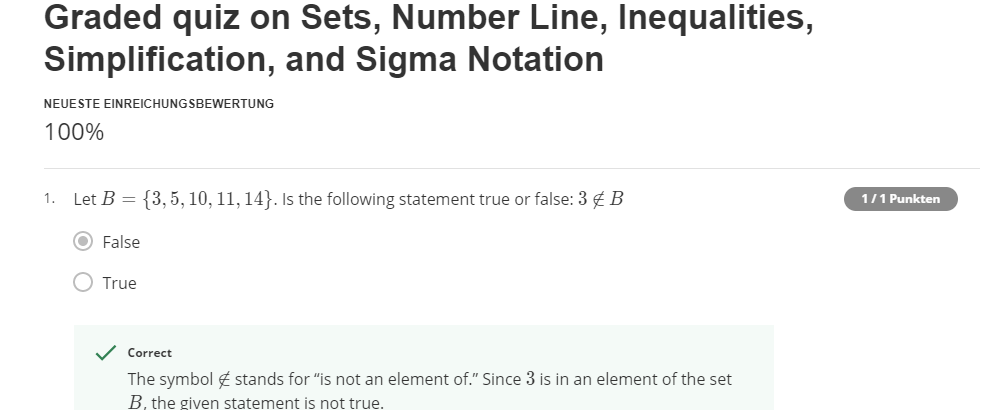 Graded quiz on Sets, Number Line, Inequalities,
Simplification, and Sigma Notation
NEUESTE EINREICHUNGSBEWERTUNG
100%
1. Let B = {3, 5, 10, 11, 14}. Is the following statement true or false: 3 ∉ B
1 / 1 Punkten
False
True
Correct
The symbol ∉ stands for “is not an element of.” Since 3 is in an element of the set
B, the given statement is not true.